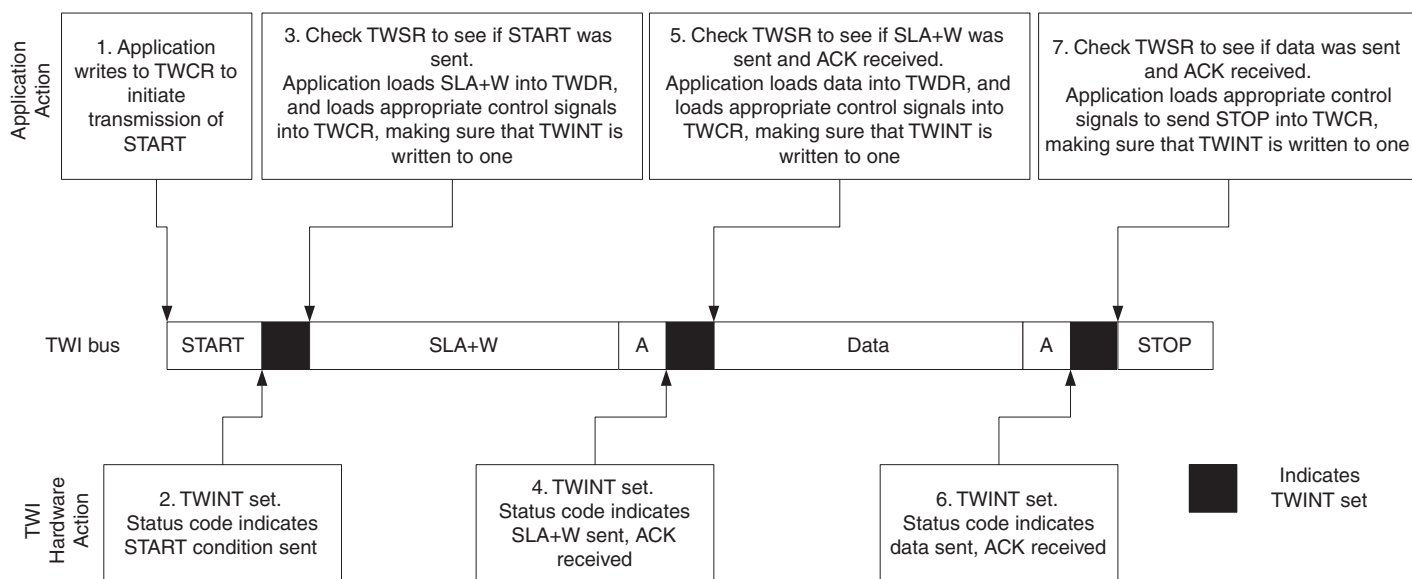 Application
Action
1. Application
writes to TWCR to
initiate
transmission of
START
3. Check TWSR to see if START was
sent.
Application loads SLA+W into TWDR,
and loads appropriate control signals
into TWCR, making sure that TWINT is
written to one
5. Check TWSR to see if SLA+W was
sent and ACK received.
Application loads data into TWDR, and
loads appropriate control signals into
TWCR, making sure that TWINT is
written to one
7. Check TWSR to see if data was sent
and ACK received.
Application loads appropriate control
signals to send STOP into TWCR,
making sure that TWINT is written to one
TWI bus
START
SLA+W
A
Data
A
STOP
TWI
Hardware
Action
2. TWINT set.
Status code indicates
START condition sent
4. TWINT set.
Status code indicates
SLA+W sent, ACK
received
6. TWINT set.
Status code indicates
data sent, ACK received
Indicates
TWINT set